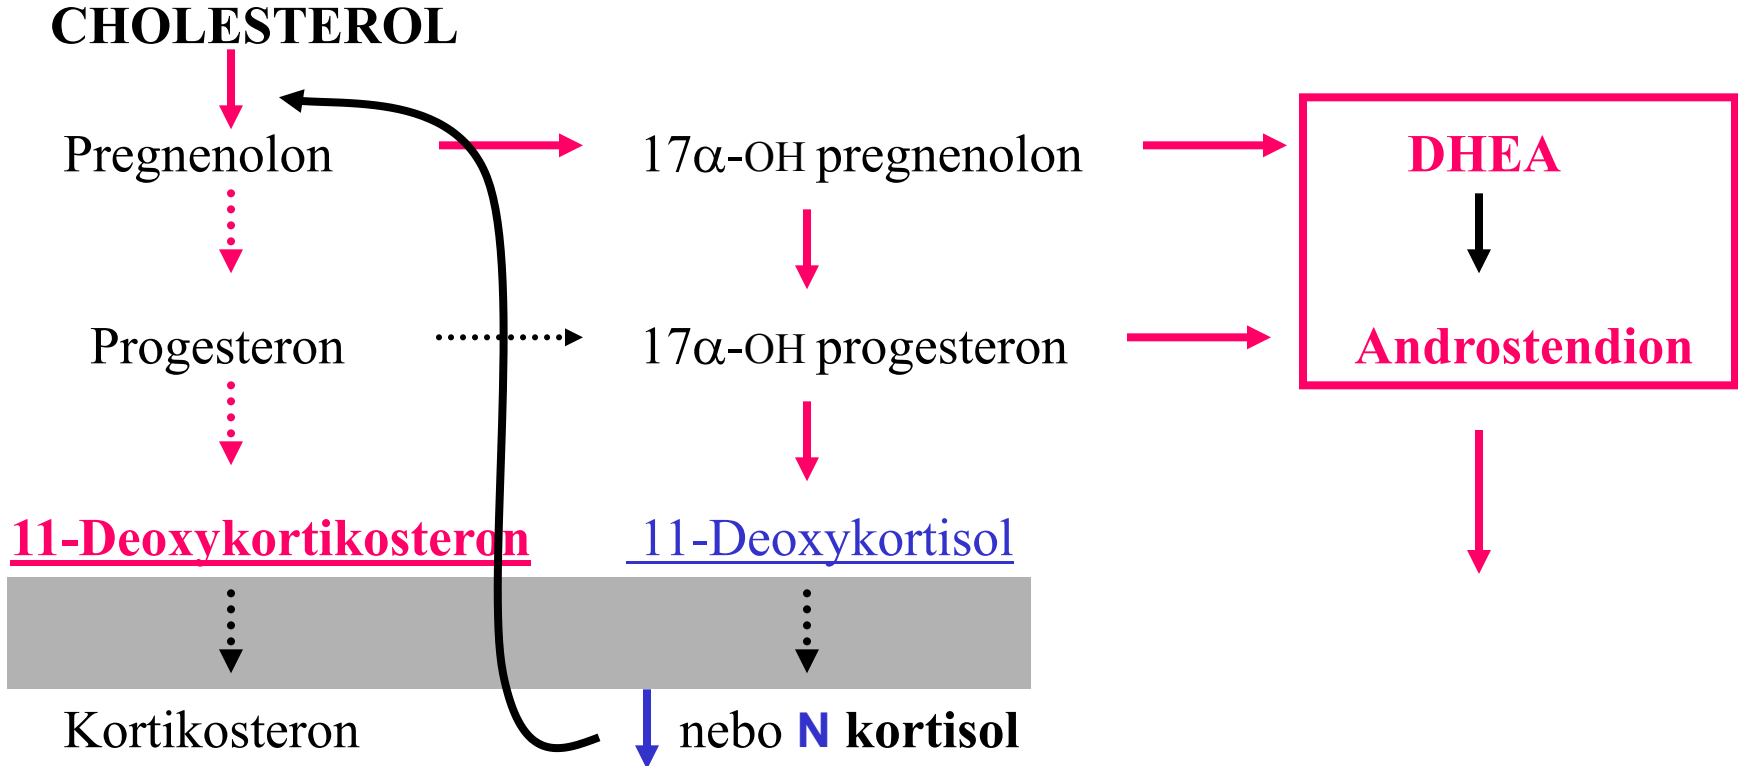 CHOLESTEROL
Pregnenolon 17α-OH pregnenolon DHEA
Progesteron 17α-OH progesteron Androstendion
11-Deoxykortikosteron 11-Deoxykortisol
Kortikosteron nebo N kortisol